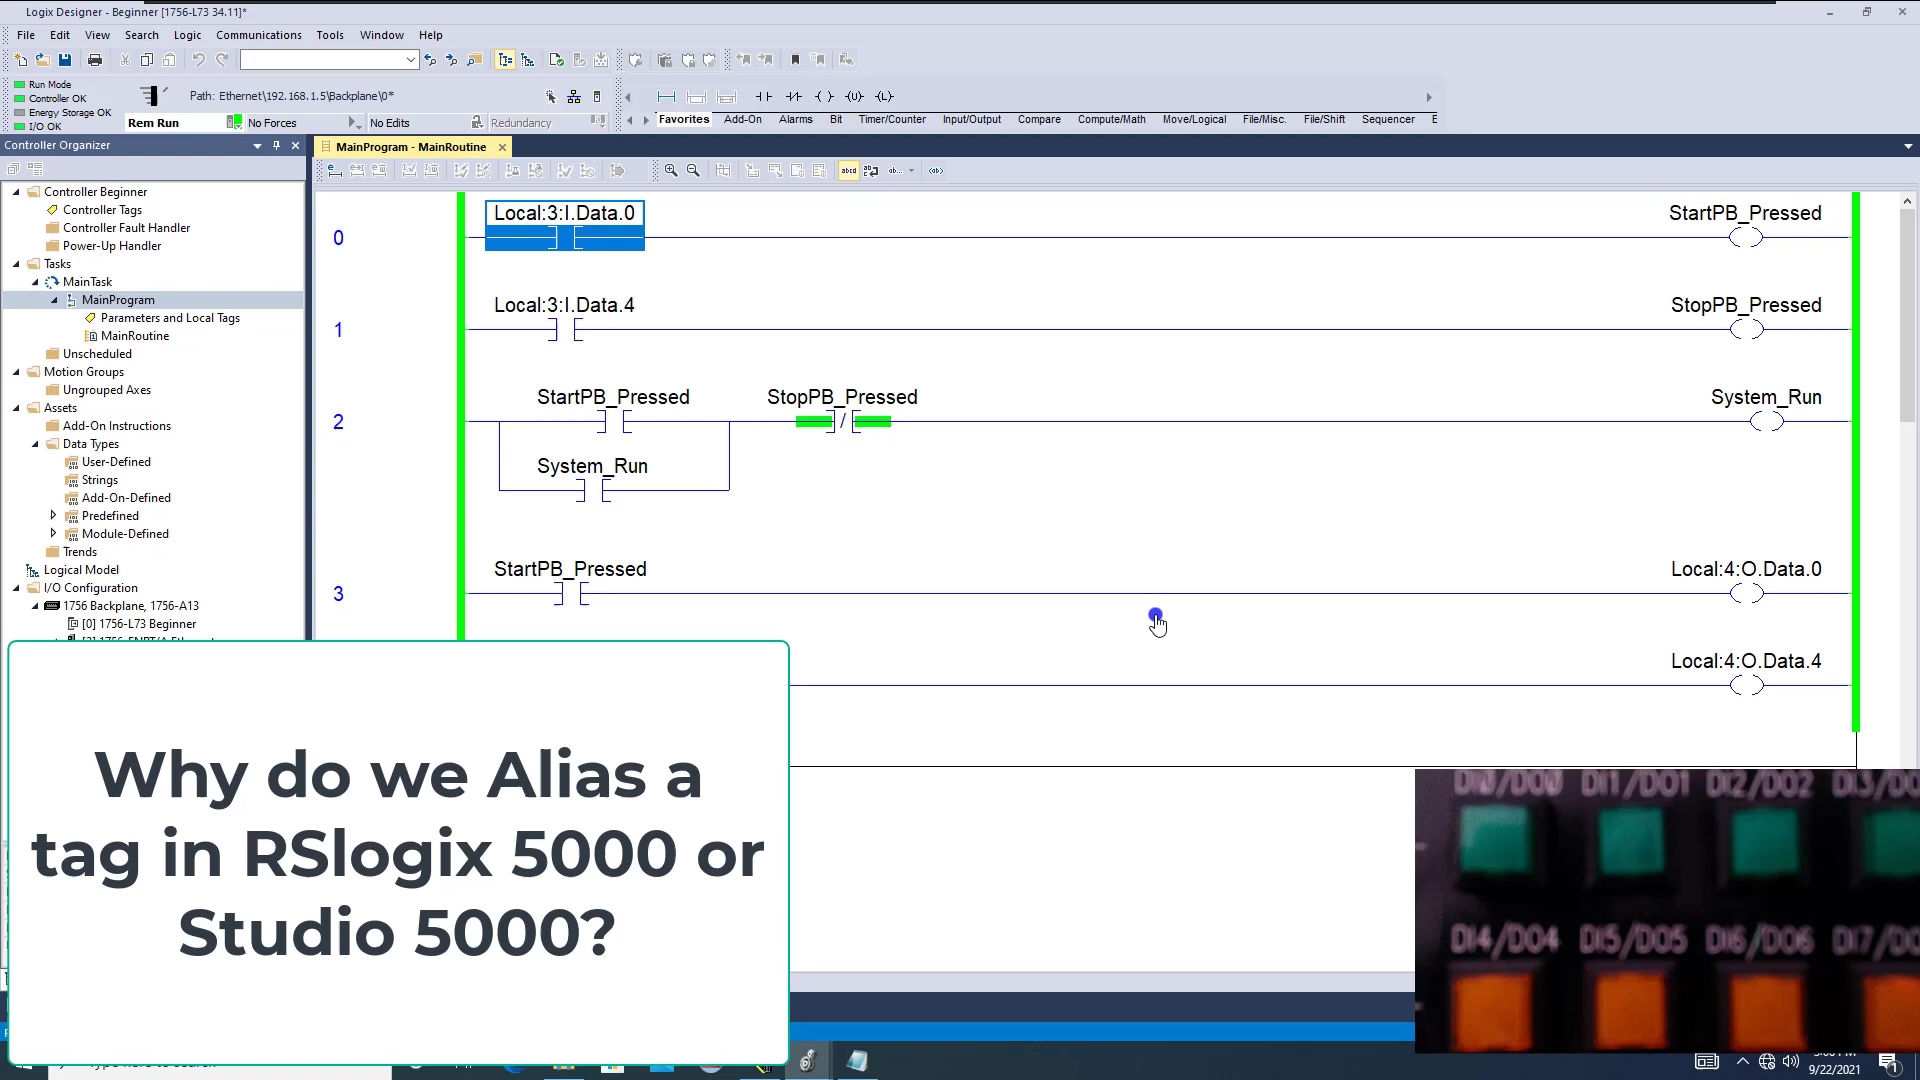 Logix Designer - Beginner [1756-L73 34.11]*
File Edit View Search Logic Communications Tools Window Help
Run Mode
Controller OK
Energy Storage OK
I/O OK
Path: Ethernet\192.168.1.5\Backplane\0*
Rem Run No Forces No Edits Redundancy
Favorites Add-On Alarms Bit Timer/Counter Input/Output Compare Compute/Math Move/Logical File/Misc. File/Shift Sequencer E
Controller Organizer
MainProgram - MainRoutine
Controller Beginner
Controller Tags
Controller Fault Handler
Power-Up Handler
Tasks
MainTask
MainProgram
Parameters and Local Tags
MainRoutine
Unscheduled
Motion Groups
Ungrouped Axes
Assets
Add-On Instructions
Data Types
User-Defined
Strings
Add-On-Defined
Predefined
Module-Defined
Trends
Logical Model
I/O Configuration
1756 Backplane, 1756-A13
[0] 1756-L73 Beginner
0
Local:3:I.Data.0
StartPB_Pressed
1
Local:3:I.Data.4
StopPB_Pressed
2
StartPB_Pressed
StopPB_Pressed
System_Run
System_Run
3
StartPB_Pressed
Local:4:O.Data.0
Local:4:O.Data.4
Why do we Alias a
tag in RSlogix 5000 or
Studio 5000?
DI0/DO0 DI1/DO1 DI2/DO2
DI4/DO4 DI5/DO5 DI6/DO6
9/22/2021